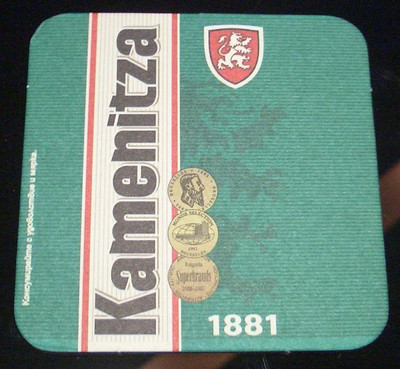 Kamenitza
Консумирайте с удоволствие и мярка.
Superbrands
1881